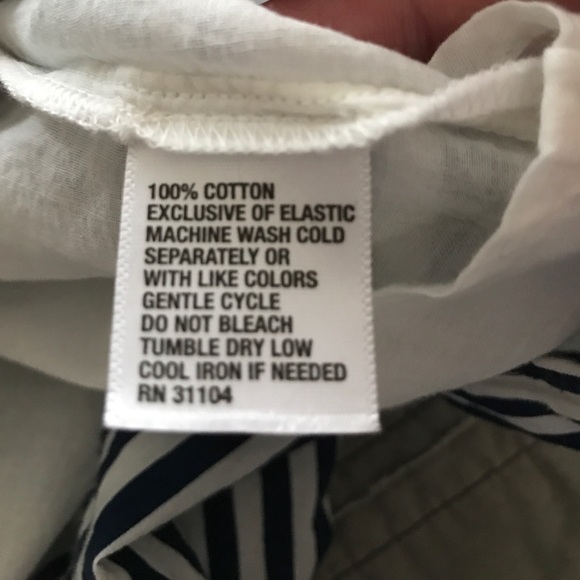 100% COTTON
EXCLUSIVE OF ELASTIC
MACHINE WASH COLD
SEPARATELY OR
WITH LIKE COLORS
GENTLE CYCLE
DO NOT BLEACH
TUMBLE DRY LOW
COOL IRON IF NEEDED
RN 31104